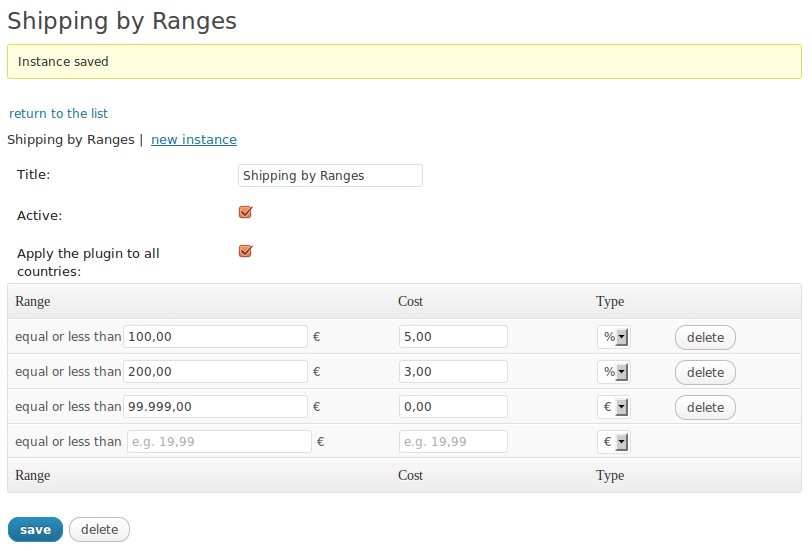 Shipping by Ranges
Instance saved
return to the list
Shipping by Ranges | new instance
Title: Shipping by Ranges
Active:
Apply the plugin to all
countries:
Range Cost Type
equal or less than 100,00 € 5,00 % delete
equal or less than 200,00 € 3,00 % delete
equal or less than 99.999,00 € 0,00 € delete
equal or less than e.g. 19,99 € e.g. 19,99 €
Range Cost Type
save delete